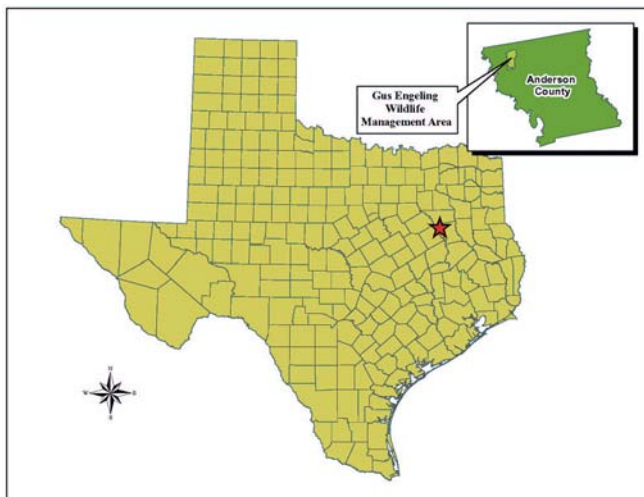 Anderson
County
Gus Engeling
Wildlife
Management Area
N
W
E
S